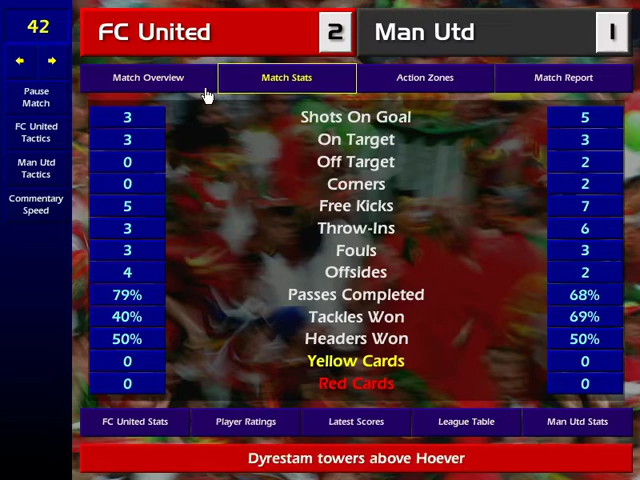 42
FC United 2 Man Utd 1
Match Overview Match Stats Action Zones Match Report
Pause
Match
FC United
Tactics
Man Utd
Tactics
Commentary
Speed
3 Shots On Goal 5
3 On Target 3
0 Off Target 2
0 Corners 2
5 Free Kicks 7
3 Throw-Ins 6
3 Fouls 3
4 Offsides 2
79% Passes Completed 68%
40% Tackles Won 69%
50% Headers Won 50%
0 Yellow Cards 0
0 Red Cards 0
FC United Stats Player Ratings Latest Scores League Table Man Utd Stats
Dyrestam towers above Hoever